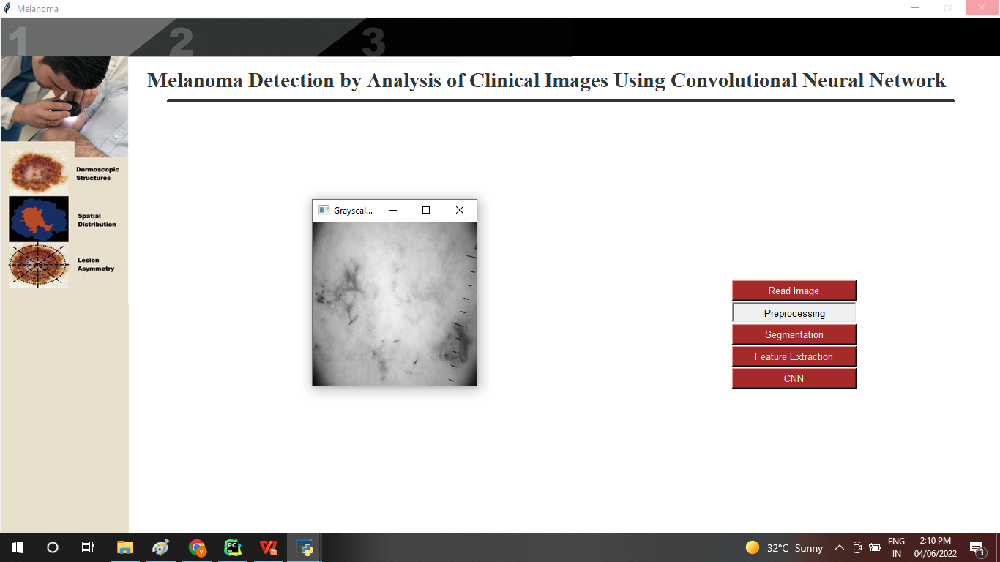 Melanoma
1 2 3
Melanoma Detection by Analysis of Clinical Images Using Convolutional Neural Network
Dermoscopic
Structures
Spatial
Distribution
Lesion
Asymmetry
Grayscal...
Read Image
Preprocessing
Segmentation
Feature Extraction
CNN
PC
V
32°C Sunny
ENG
IN
2:10 PM
04/06/2022
3